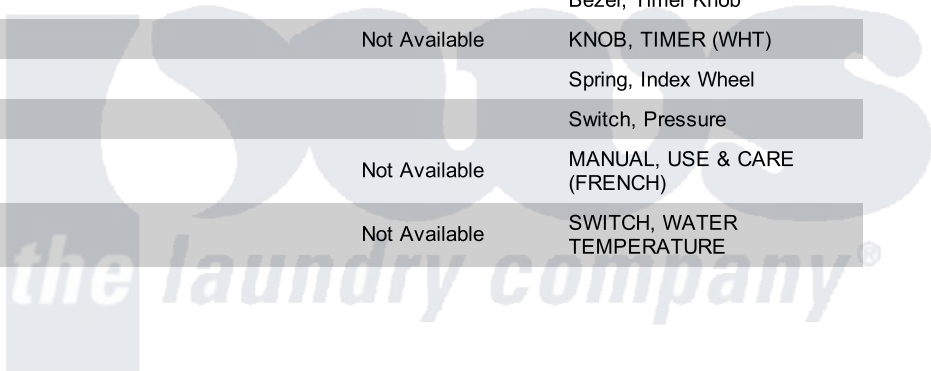 Bezel, Timer Knob
Not Available KNOB, TIMER (WHT)
Spring, Index Wheel
Switch, Pressure
Not Available MANUAL, USE & CARE
(FRENCH)
Not Available SWITCH, WATER
TEMPERATURE
the laundry company®